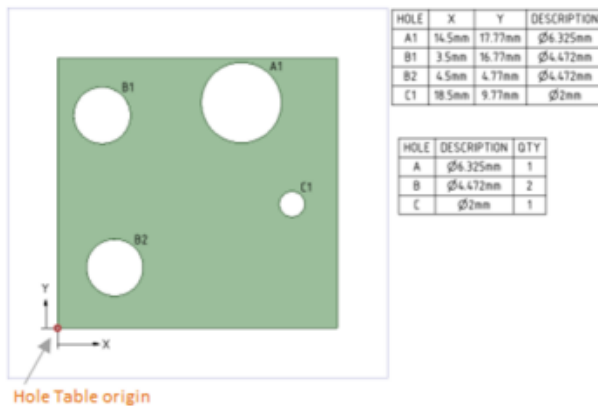 A1
B1
C1
B2
Y
X
Hole Table origin
HOLE X Y DESCRIPTION
A1 14.5mm 17.77mm Ø6.325mm
B1 3.5mm 16.77mm Ø4.472mm
B2 4.5mm 4.77mm Ø4.472mm
C1 18.5mm 9.77mm Ø2mm
HOLE DESCRIPTION QTY
A Ø6.325mm 1
B Ø4.472mm 2
C Ø2mm 1